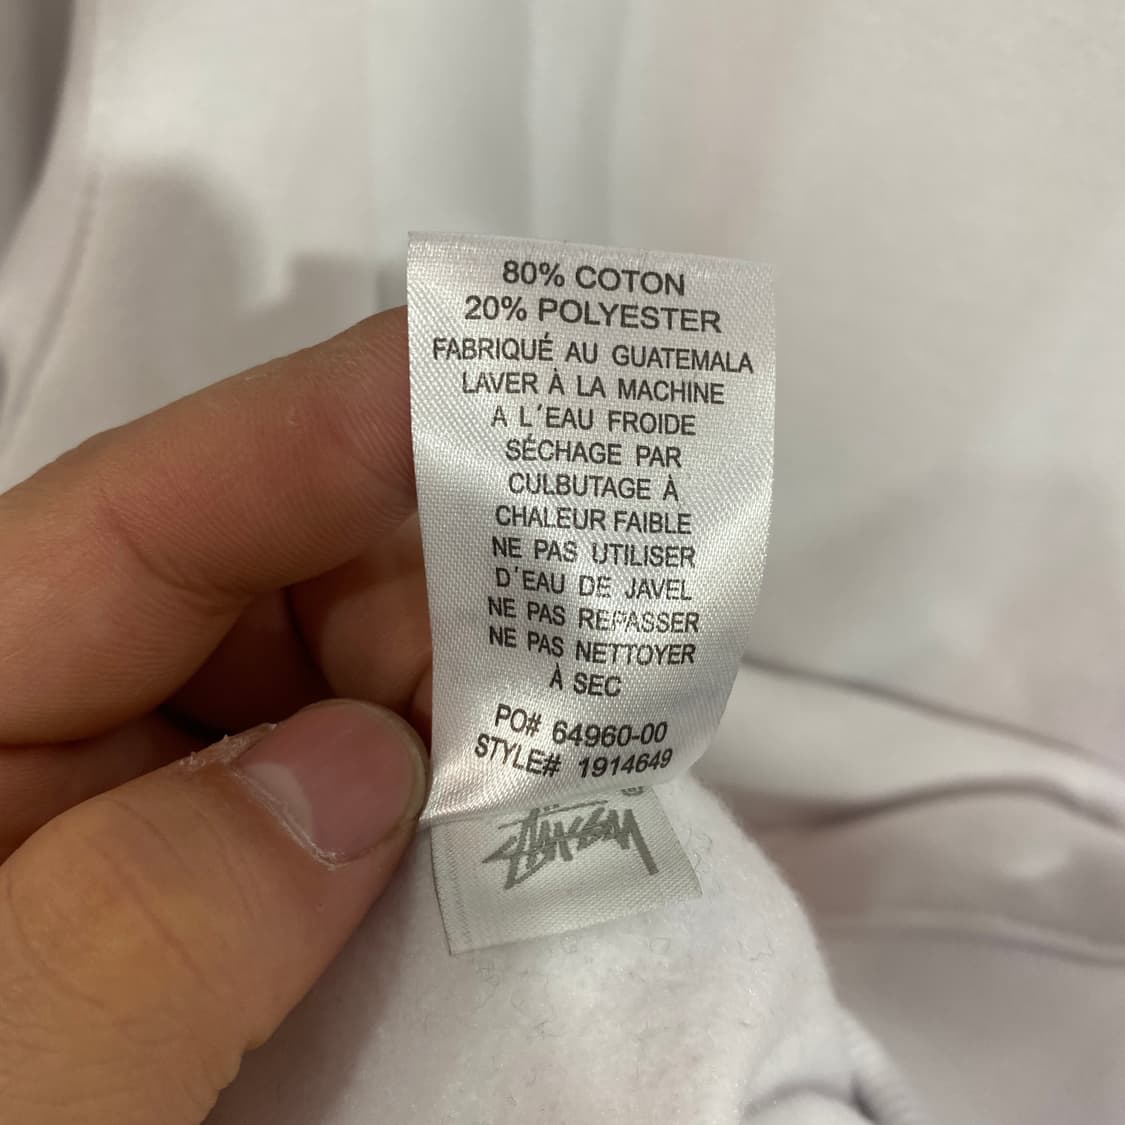 80% COTON
20% POLYESTER
FABRIQUÉ AU GUATEMALA
LAVER À LA MACHINE
A L'EAU FROIDE
SÉCHAGE PAR
CULBUTAGE À
CHALEUR FAIBLE
NE PAS UTILISER
D'EAU DE JAVEL
NE PAS REPASSER
NE PAS NETTOYER
À SEC
PO# 64960-00
STYLE# 1914649
STÜSSY
®